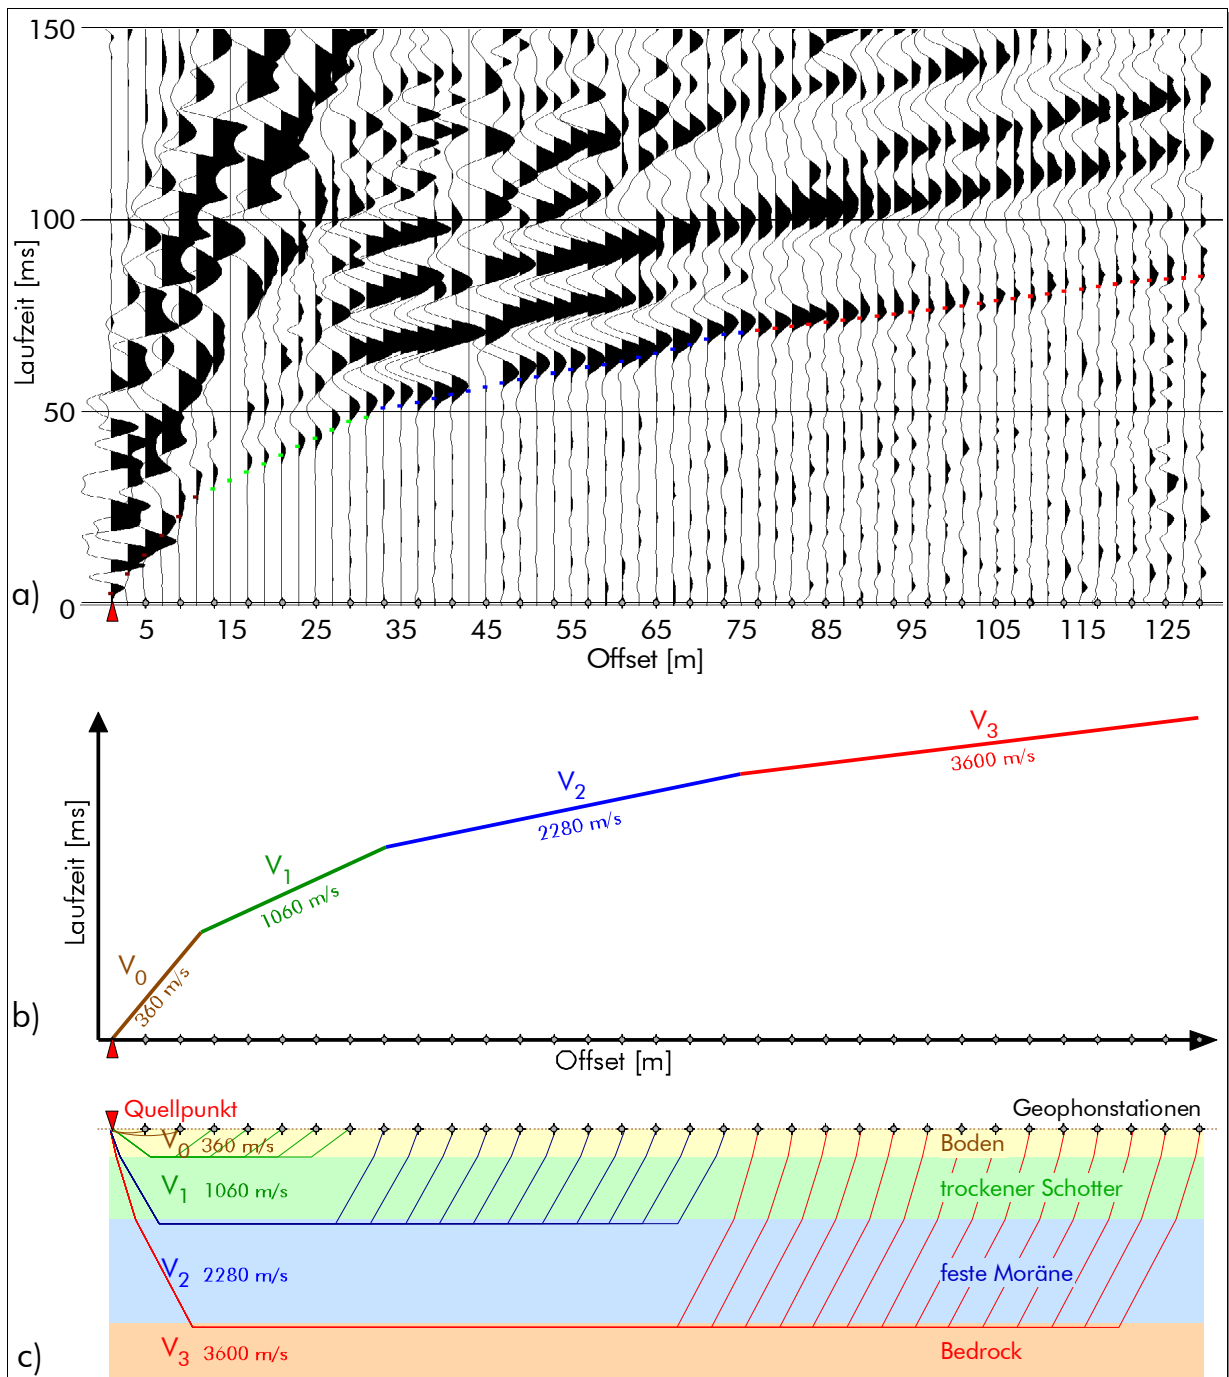 150
100
50
0
Laufzeit [ms]
a)
5 15 25 35 45 55 65 75 85 95 105 115 125
Offset [m]
V3
3600 m/s
V2
2280 m/s
V1
1060 m/s
V0
360 m/s
Laufzeit [ms]
b)
Offset [m]
Quellpunkt
Geophonstationen
V0 360 m/s
Boden
V1 1060 m/s
trockener Schotter
V2 2280 m/s
feste Moräne
V3 3600 m/s
Bedrock
c)